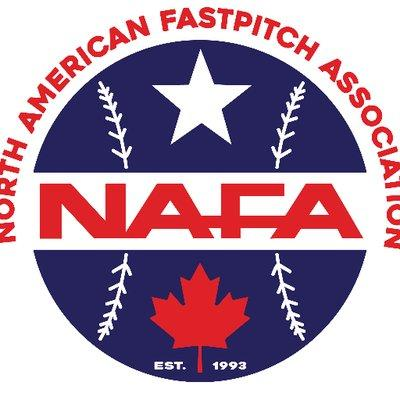 NORTH AMERICAN FASTPITCH ASSOCIATION
NAFA
EST. 1993